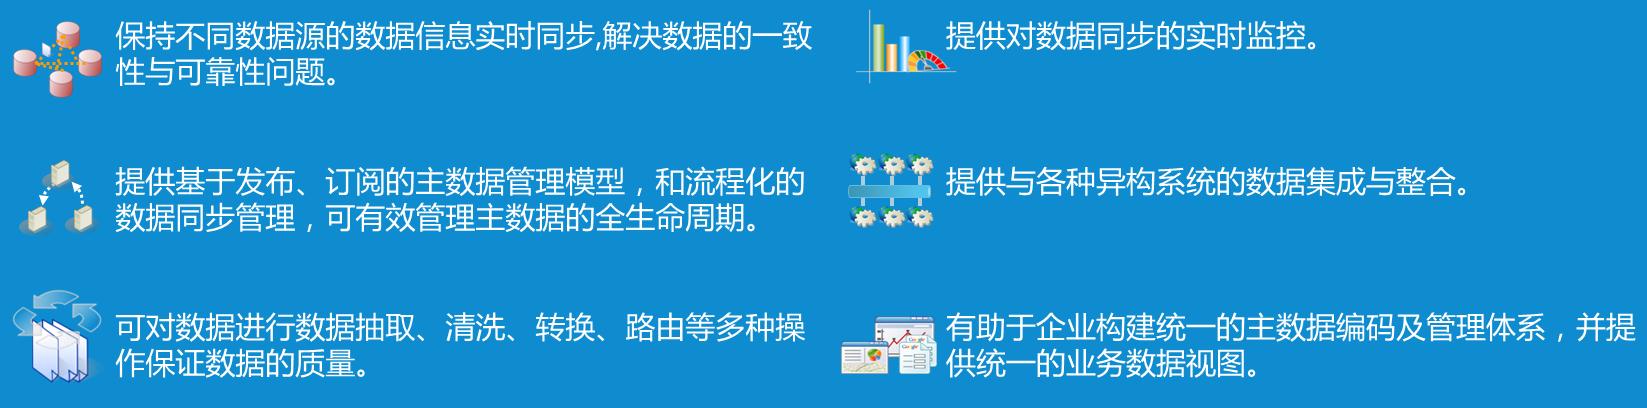 保持不同数据源的数据信息实时同步,解决数据的一致
性与可靠性问题。
提供对数据同步的实时监控。
提供基于发布、订阅的主数据管理模型，和流程化的
数据同步管理，可有效管理主数据的全生命周期。
提供与各种异构系统的数据集成与整合。
可对数据进行数据抽取、清洗、转换、路由等多种操
作保证数据的质量。
有助于企业构建统一的主数据编码及管理体系，并提
供统一的业务数据视图。